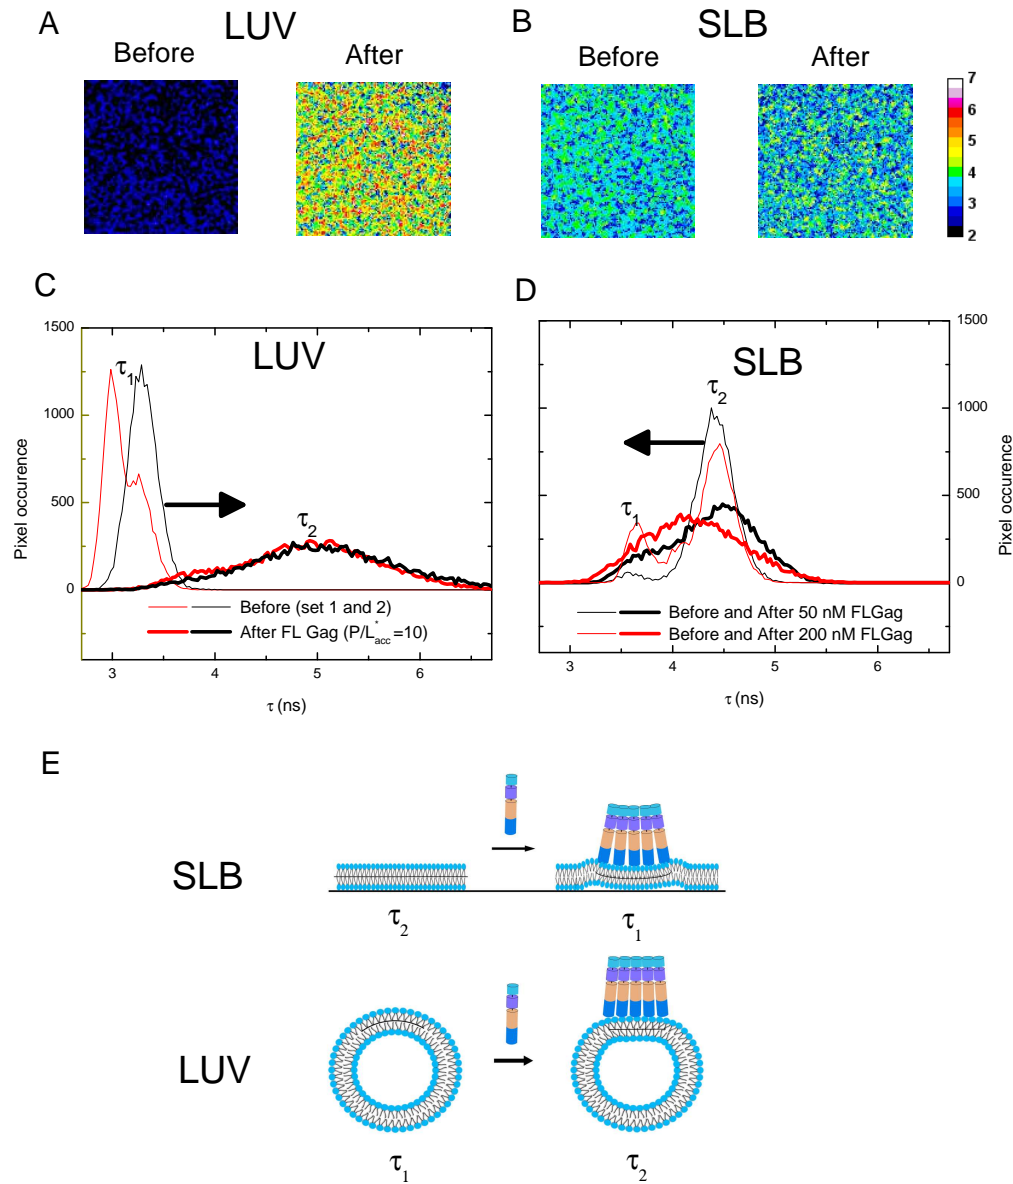 A
LUV
B
SLB
Before
After
Before
After
7
6
5
4
3
2
C
D
1500
1000
500
0
Pixel occurence
LUV
τ1
τ2
Before (set 1 and 2)
After FL Gag (P/L*acc=10)
3 4 5 6
τ (ns)
1500
1000
500
0
Pixel occurence
SLB
τ2
τ1
Before and After 50 nM FLGag
Before and After 200 nM FLGag
3 4 5 6
τ (ns)
E
SLB
τ2
τ1
LUV
τ1
τ2